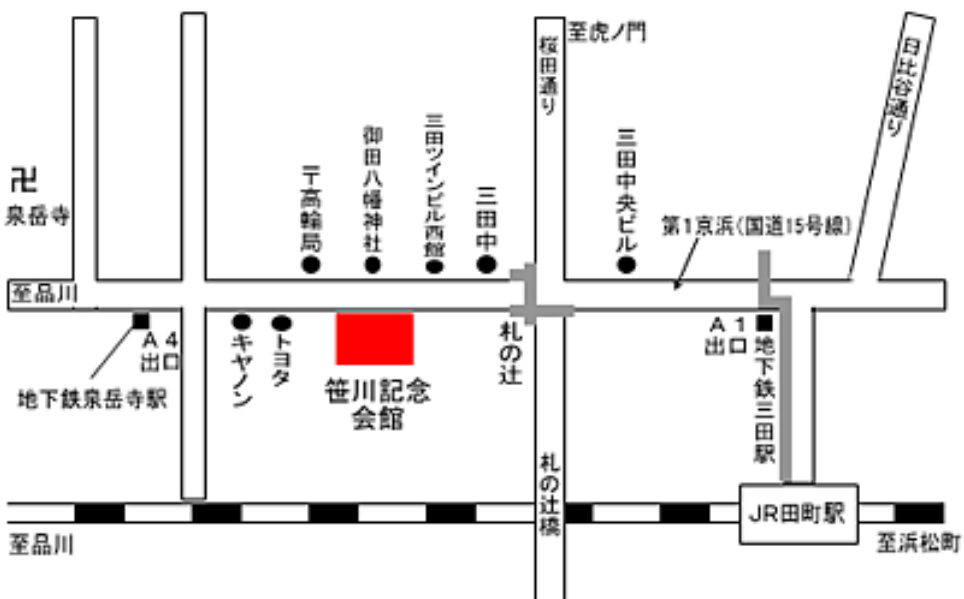 至虎ノ門
桜田通り
日比谷通り
三田ツインビル西館
御田八幡神社
三田中央ビル
〒高輪局
三田中
卍
泉岳寺
第1京浜(国道15号線)
至品川
A4
出口
キヤノン
トヨタ
札の辻
A1
出口
地下鉄三田駅
地下鉄泉岳寺駅
笹川記念
会館
札の辻橋
JR田町駅
至品川
至浜松町